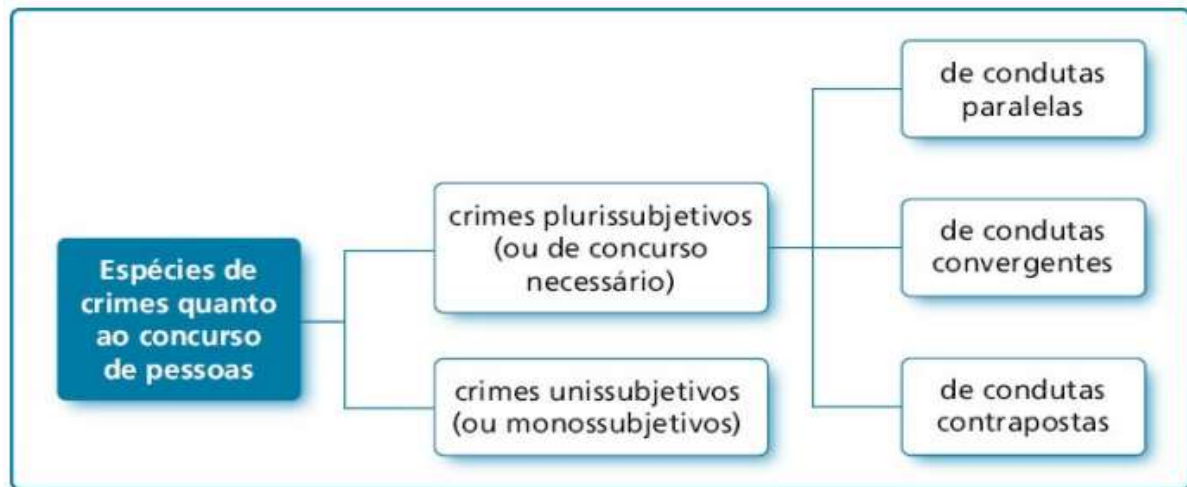 Espécies de
crimes quanto
ao concurso
de pessoas
crimes plurissubjetivos
(ou de concurso
necessário)
crimes unissubjetivos
(ou monossubjetivos)
de condutas
paralelas
de condutas
convergentes
de condutas
contrapostas